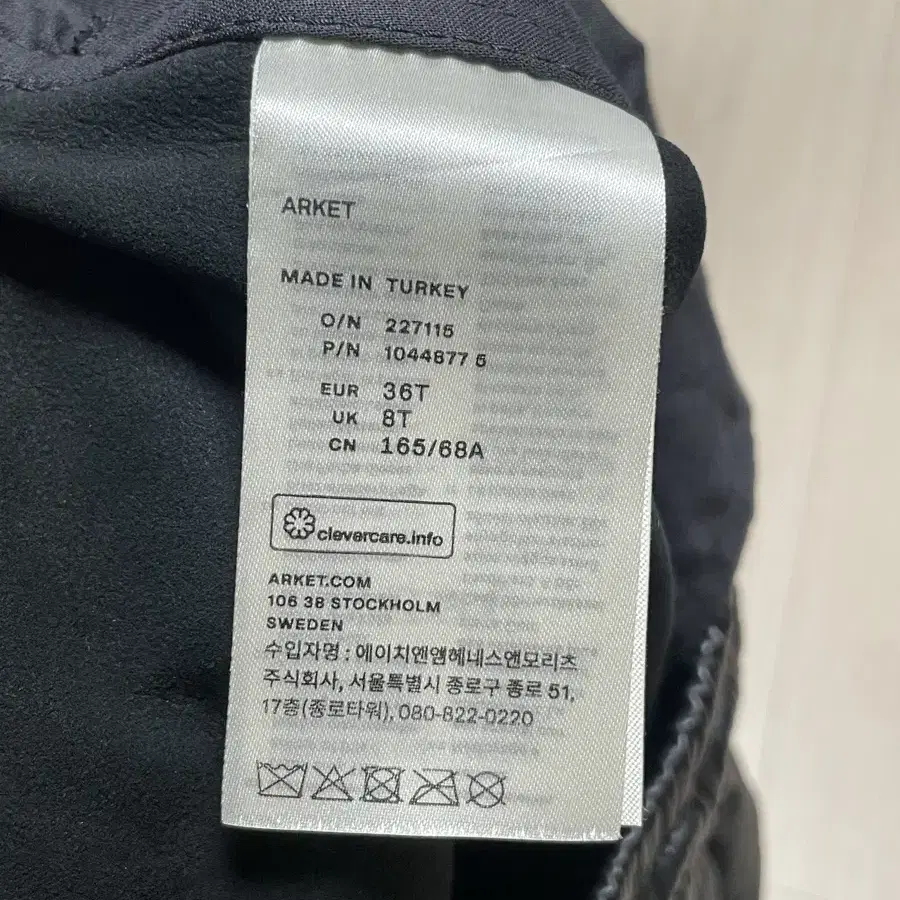 ARKET
MADE IN TURKEY
O/N 227115
P/N 1044877 5
EUR 36T
UK 8T
CN 165/68A
clevercare.info
ARKET.COM
106 38 STOCKHOLM
SWEDEN
수입자명 : 에이치앤앰헤네스앤모리츠
주식회사, 서울특별시 종로구 종로 51,
17층(종로타워), 080-822-0220